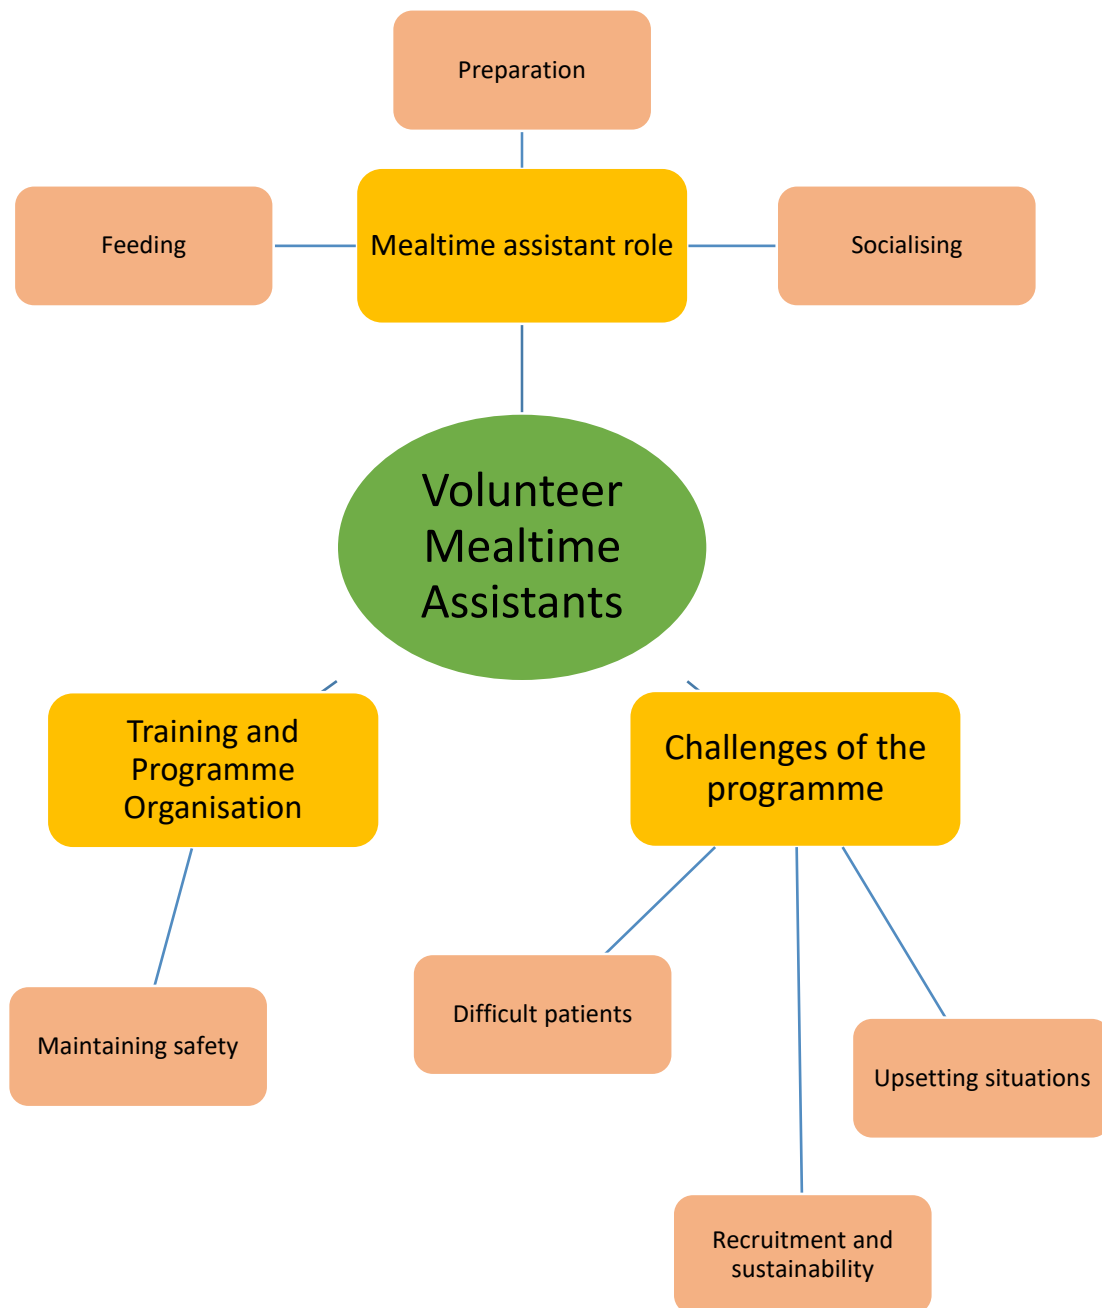 Preparation
Feeding
Mealtime assistant role
Socialising
Volunteer
Mealtime
Assistants
Training and
Programme
Organisation
Challenges of the
programme
Maintaining safety
Difficult patients
Upsetting situations
Recruitment and
sustainability